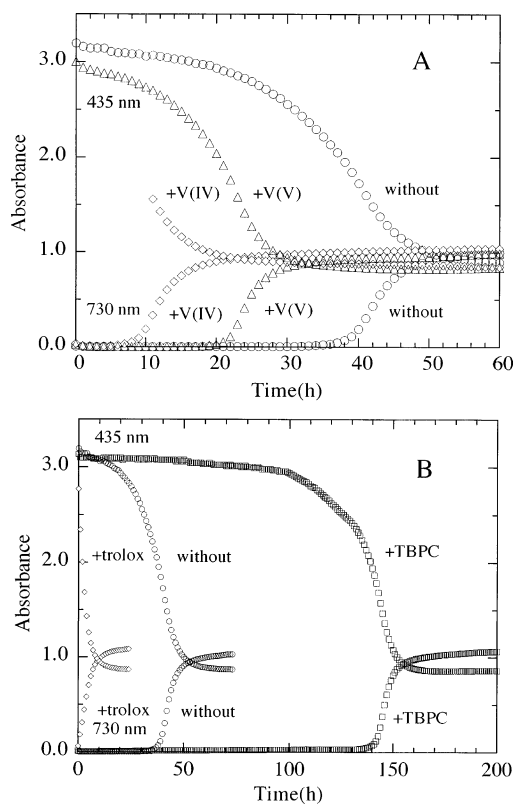 A
3.0
435 nm
2.0
+V(IV)
+V(V)
without
Absorbance
1.0
730 nm
+V(IV)
+V(V)
without
0.0
0
10
20
30
40
50
60
Time(h)
435 nm
B
3.0
+trolox
without
+TBPC
2.0
Absorbance
1.0
+trolox
730 nm
without
+TBPC
0.0
0
50
100
150
200
Time(h)